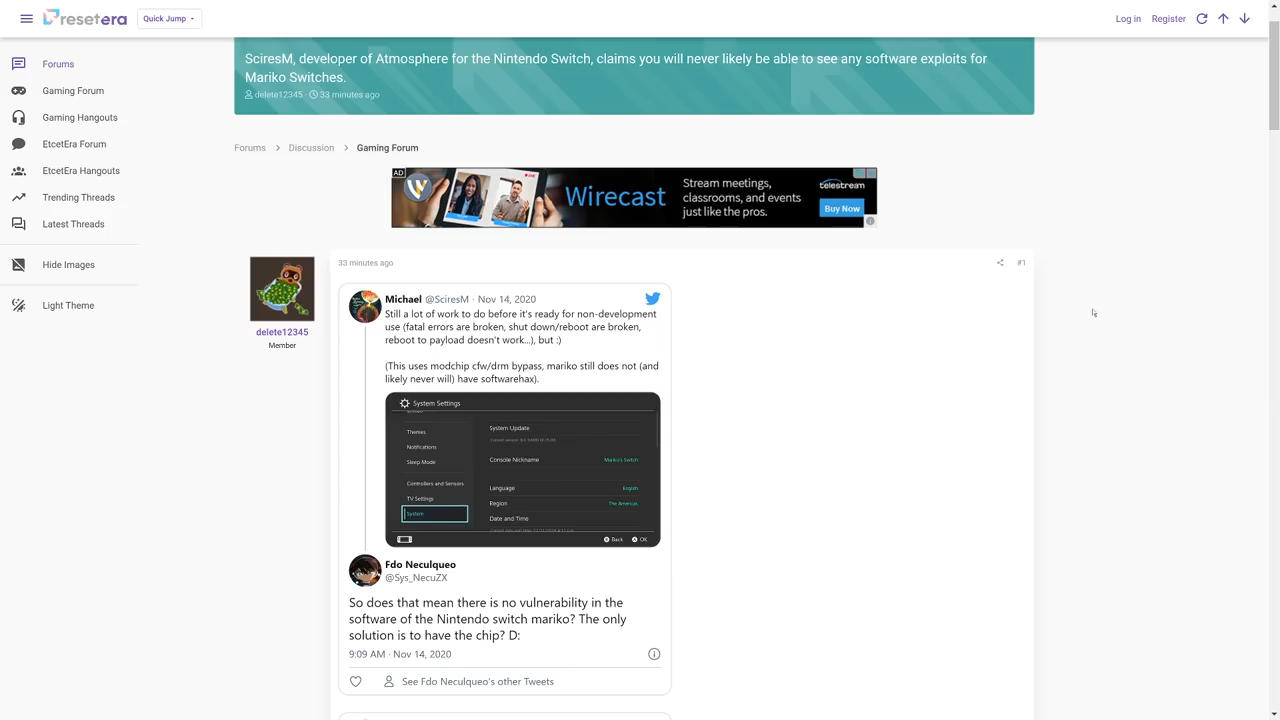 resetera
Quick Jump
Log in
Register
Forums
Gaming Forum
Gaming Hangouts
EtcetEra Forum
EtcetEra Hangouts
Trending Threads
Latest Threads
Hide Images
Light Theme
SciresM, developer of Atmosphere for the Nintendo Switch, claims you will never likely be able to see any software exploits for
Mariko Switches.
delete12345 · 33 minutes ago
Forums > Discussion > Gaming Forum
AD
Wirecast
Stream meetings,
classrooms, and events
just like the pros.
telestream
Buy Now
delete12345
Member
33 minutes ago
#1
Michael @SciresM · Nov 14, 2020
Still a lot of work to do before it's ready for non-development
use (fatal errors are broken, shut down/reboot are broken,
reboot to payload doesn't work...), but :)
(This uses modchip cfw/drm bypass, mariko still does not (and
likely never will) have softwarehax).
System Settings
Themes
Notifications
Sleep Mode
Controllers and Sensors
TV Settings
System
System Update
Console Nickname
Mariko's Switch
Language
English
Region
The Americas
Date and Time
Back
OK
Fdo Neculqueo
@Sys_NecuZX
So does that mean there is no vulnerability in the
software of the Nintendo switch mariko? The only
solution is to have the chip? D:
9:09 AM · Nov 14, 2020
See Fdo Neculqueo's other Tweets